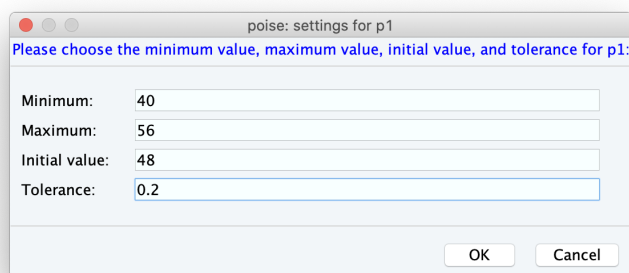 poise: settings for p1
Please choose the minimum value, maximum value, initial value, and tolerance for p1:
Minimum: 40
Maximum: 56
Initial value: 48
Tolerance: 0.2
OK Cancel